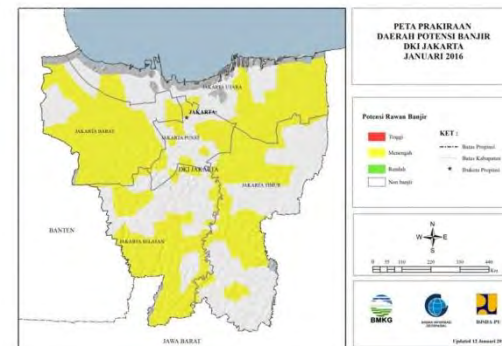 PETA PRAKIRAAN
DAERAH POTENSI BANJIR
DKI JAKARTA
JANUARI 2016
Potensi Rawan Banjir
Tinggi
Menengah
Rendah
Non banjir
KET :
Batas Propinsi
Batas Kabupaten
Ibukota Propinsi
N
W E
S
Km
BMKG
JAKARTA UTARA
JAKARTA
JAKARTA BARAT
JAKARTA PUSAT
DKI JAKARTA
JAKARTA TIMUR
BANTEN
JAKARTA SELATAN
JAWA BARAT